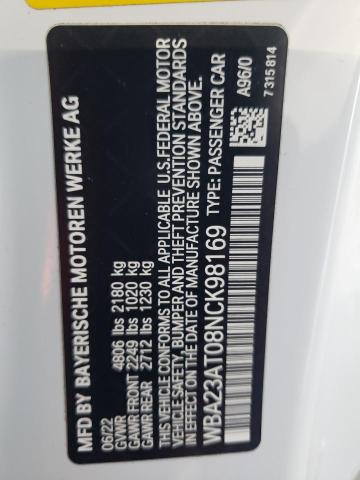 MFD BY BAYERISCHE MOTOREN WERKE AG
06/22
GVWR 4806 lbs 2180 kg
GAWR FRONT 2249 lbs 1020 kg
GAWR REAR 2712 lbs 1230 kg
THIS VEHICLE CONFORMS TO ALL APPLICABLE U.S. FEDERAL MOTOR
VEHICLE SAFETY, BUMPER AND THEFT PREVENTION STANDARDS
IN EFFECT ON THE DATE OF MANUFACTURE SHOWN ABOVE.
WBA23AT08NCK98169 TYPE: PASSENGER CAR
A96/0
7 315 814